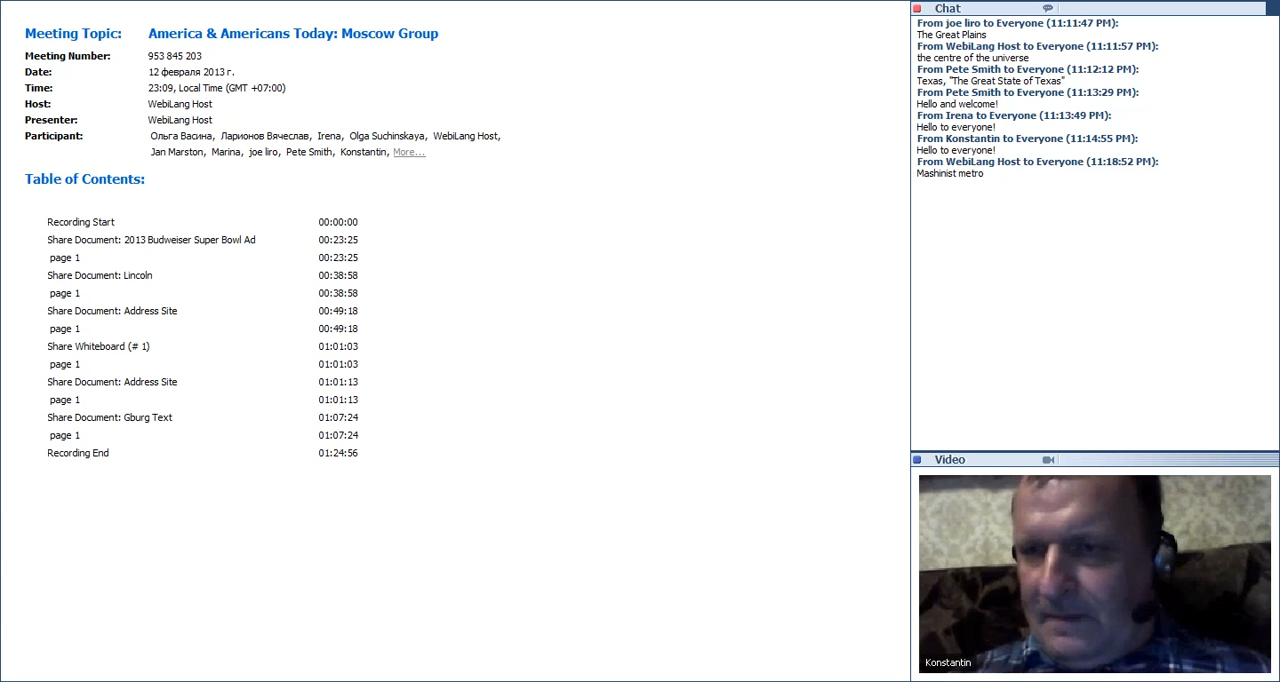 Meeting Topic: America & Americans Today: Moscow Group
Meeting Number: 953 845 203
Date: 12 февраля 2013 г.
Time: 23:09, Local Time (GMT +07:00)
Host: WebiLang Host
Presenter: WebiLang Host
Participant: Ольга Васина, Ларионов Вячеслав, Irena, Olga Suchinskaya, WebiLang Host,
Jan Marston, Marina, joe liro, Pete Smith, Konstantin, More...
Table of Contents:
Recording Start 00:00:00
Share Document: 2013 Budweiser Super Bowl Ad 00:23:25
page 1 00:23:25
Share Document: Lincoln 00:38:58
page 1 00:38:58
Share Document: Address Site 00:49:18
page 1 00:49:18
Share Whiteboard (# 1) 01:01:03
page 1 01:01:03
Share Document: Address Site 01:01:13
page 1 01:01:13
Share Document: Gburg Text 01:07:24
page 1 01:07:24
Recording End 01:24:56
Chat
From joe liro to Everyone (11:11:47 PM):
The Great Plains
From WebiLang Host to Everyone (11:11:57 PM):
the centre of the universe
From Pete Smith to Everyone (11:12:12 PM):
Texas, "The Great State of Texas"
From Pete Smith to Everyone (11:13:29 PM):
Hello and welcome!
From Irena to Everyone (11:13:49 PM):
Hello to everyone!
From Konstantin to Everyone (11:14:55 PM):
Hello to everyone!
From WebiLang Host to Everyone (11:18:52 PM):
Mashinist metro
Video
Konstantin